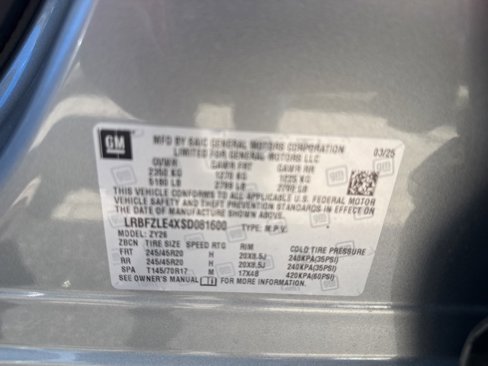 GM
MFD BY SAIC GENERAL MOTORS CORPORATION
LIMITED FOR GENERAL MOTORS LLC
03/25
GVWR GAWR FRT GAWR RR
2350 KG 1270 KG 1225 KG
5180 LB 2799 LB 2700 LB
THIS VEHICLE CONFORMS TO ALL APPLICABLE U.S. FEDERAL MOTOR
VEHICLE SAFETY AND THEFT PREVENTION STANDARDS IN EFFECT ON
THE DATE OF MANUFACTURE SHOWN ABOVE.
LRBFZLE4XSD081600 TYPE: M.P.V.
MODEL: ZY26
ZBCN TIRE SIZE SPEED RTG RIM COLD TIRE PRESSURE
FRT 245/45R20 H 20X8.5J 240KPA(35PSI)
RR 245/45R20 H 20X8.5J 240KPA(35PSI)
SPA T145/70R17 M 17X4B 420KPA(60PSI)
SEE OWNER'S MANUAL FOR MORE INFORMATION.